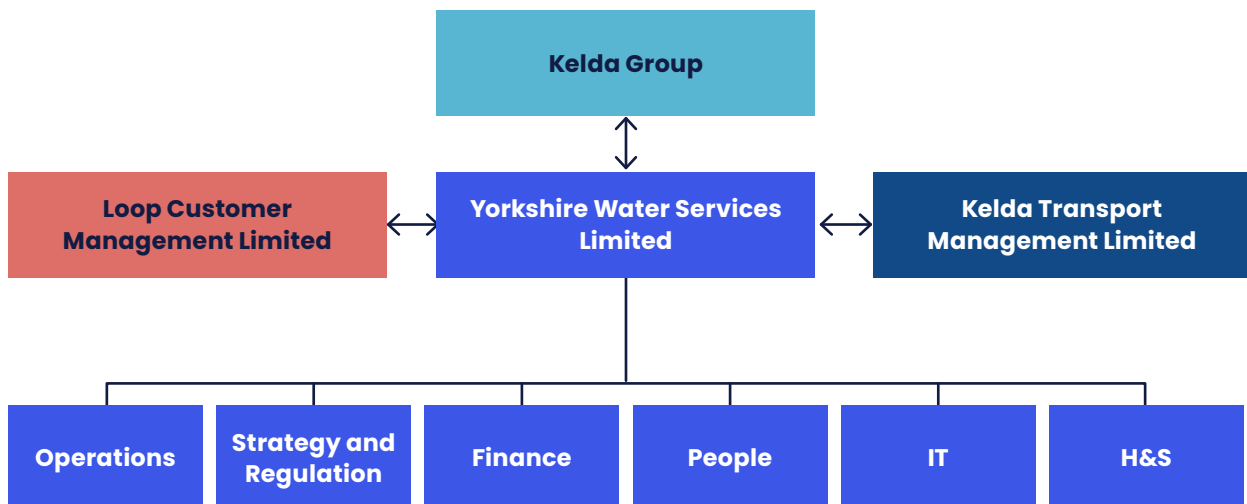 Kelda Group
Loop Customer
Management Limited
Yorkshire Water Services
Limited
Kelda Transport
Management Limited
Operations
Strategy and
Regulation
Finance
People
IT
H&S